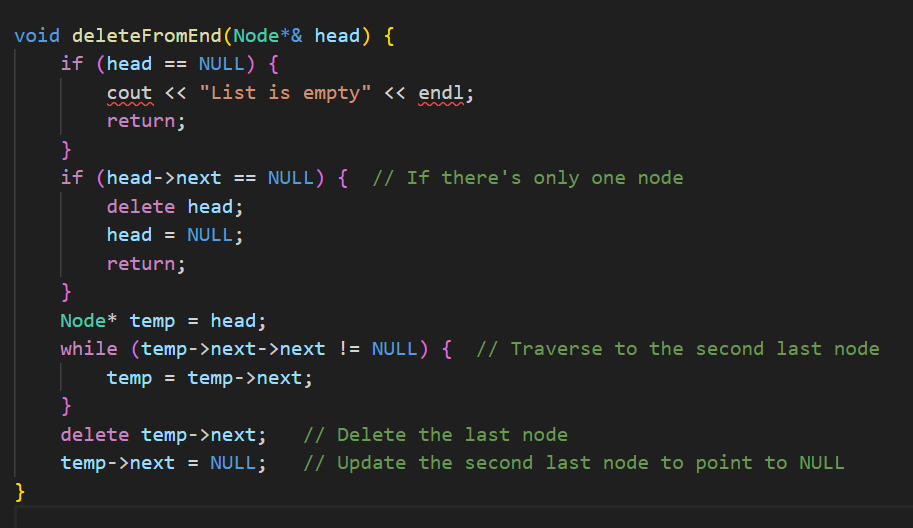 void deleteFromEnd(Node*& head) {
    if (head == NULL) {
        cout << "List is empty" << endl;
        return;
    }
    if (head->next == NULL) {  // If there's only one node
        delete head;
        head = NULL;
        return;
    }
    Node* temp = head;
    while (temp->next->next != NULL) {  // Traverse to the second last node
        temp = temp->next;
    }
    delete temp->next;   // Delete the last node
    temp->next = NULL;   // Update the second last node to point to NULL
}